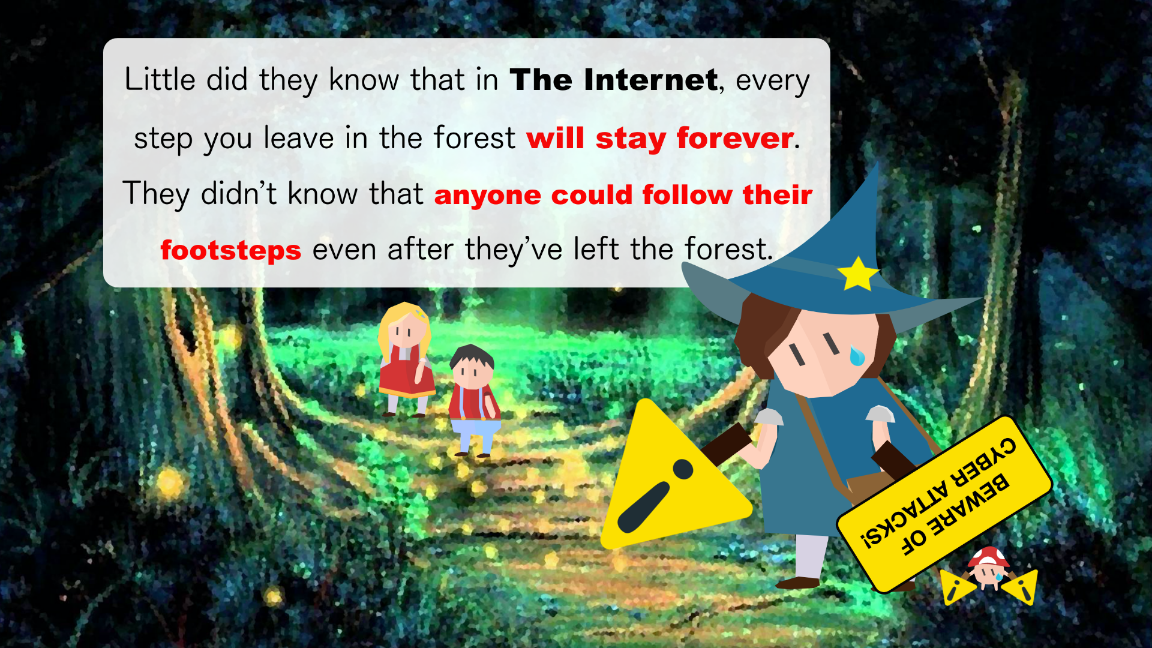 Little did they know that in The Internet, every
step you leave in the forest will stay forever.
They didn't know that anyone could follow their
footsteps even after they've left the forest.
BEWARE OF
CYBER ATTACKS!